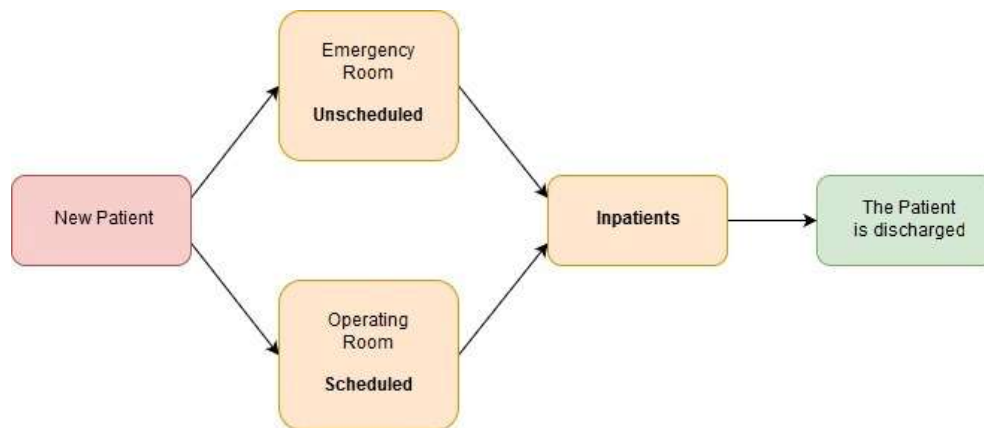 Emergency
Room
Unscheduled
New Patient
Inpatients
The Patient
is discharged
Operating
Room
Scheduled